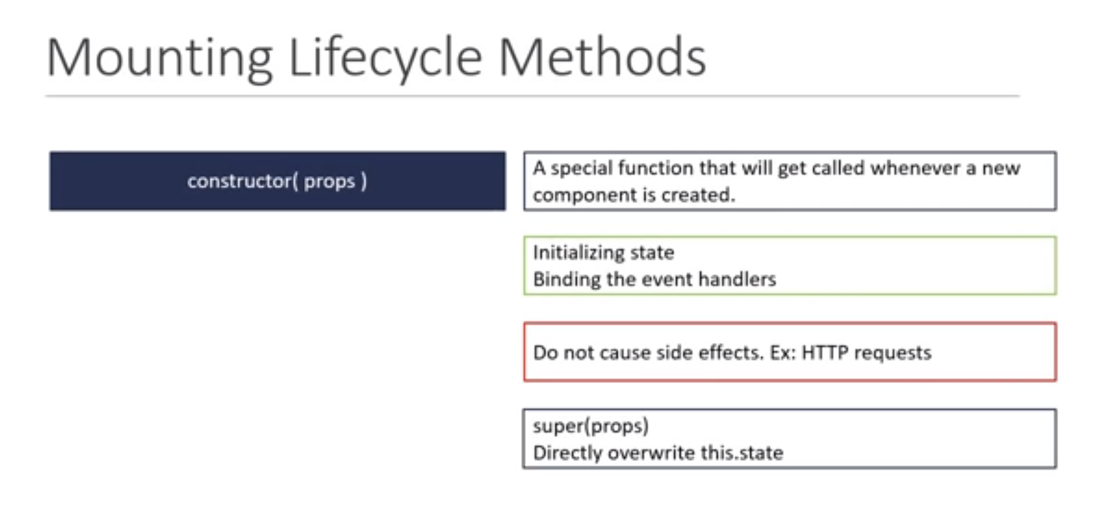 Mounting Lifecycle Methods
constructor( props )
A special function that will get called whenever a new
component is created.
Initializing state
Binding the event handlers
Do not cause side effects. Ex: HTTP requests
super(props)
Directly overwrite this.state